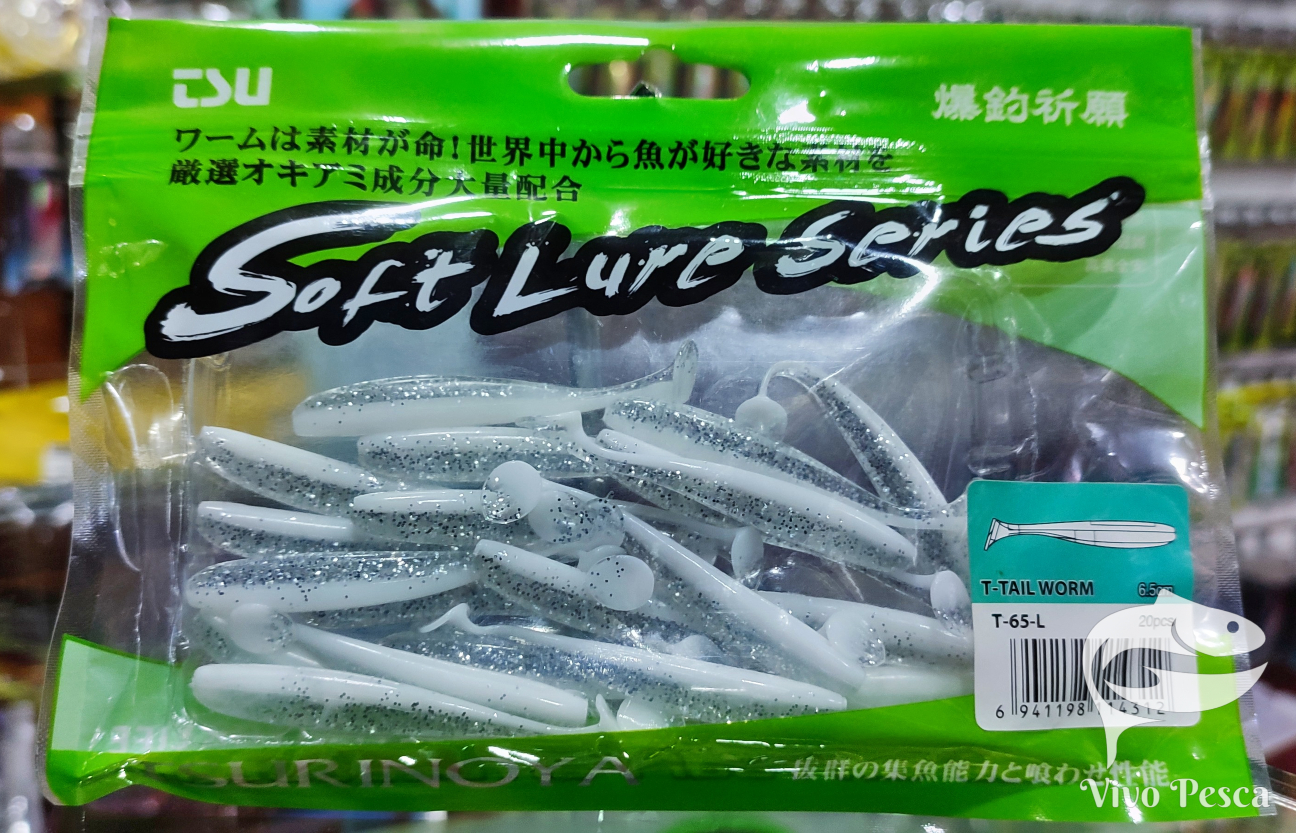 TSU
爆釣祈願
ワームは素材が命!世界中から魚が好きな素材を
厳選オキアミ成分大量配合
Soft Lure Series
T-TAIL WORM 6.5cm
T-65-L 20pcs
TSURINOYA
抜群の集魚能力と喰わせ性能
Vivo Pesca